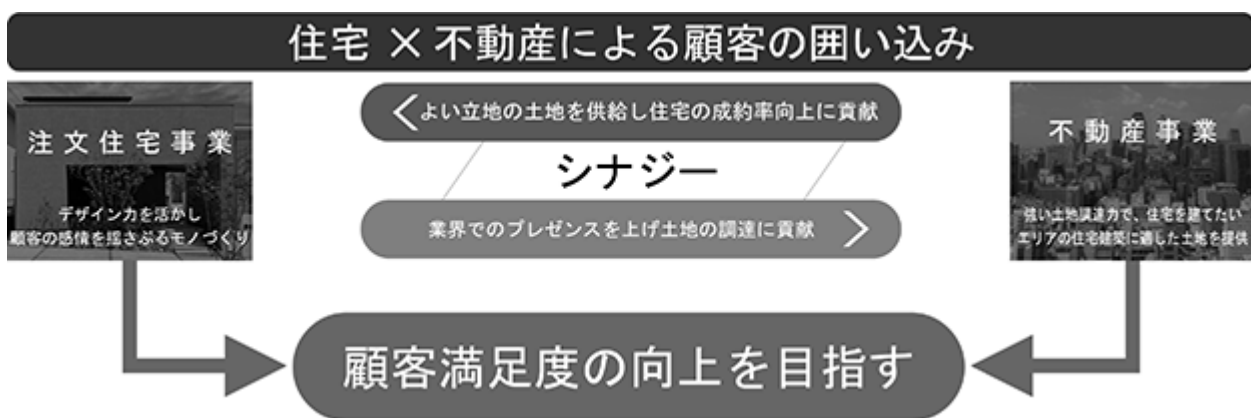 住宅 × 不動産による顧客の囲い込み
注文住宅事業
デザイン力を活かし
顧客の感情を揺さぶるモノづくり
よい立地の土地を供給し住宅の成約率向上に貢献
シナジー
業界でのプレゼンスを上げ土地の調達に貢献
不動産事業
強い土地調達力で、住宅を建てたい
エリアの住宅建築に適した土地を提供
顧客満足度の向上を目指す